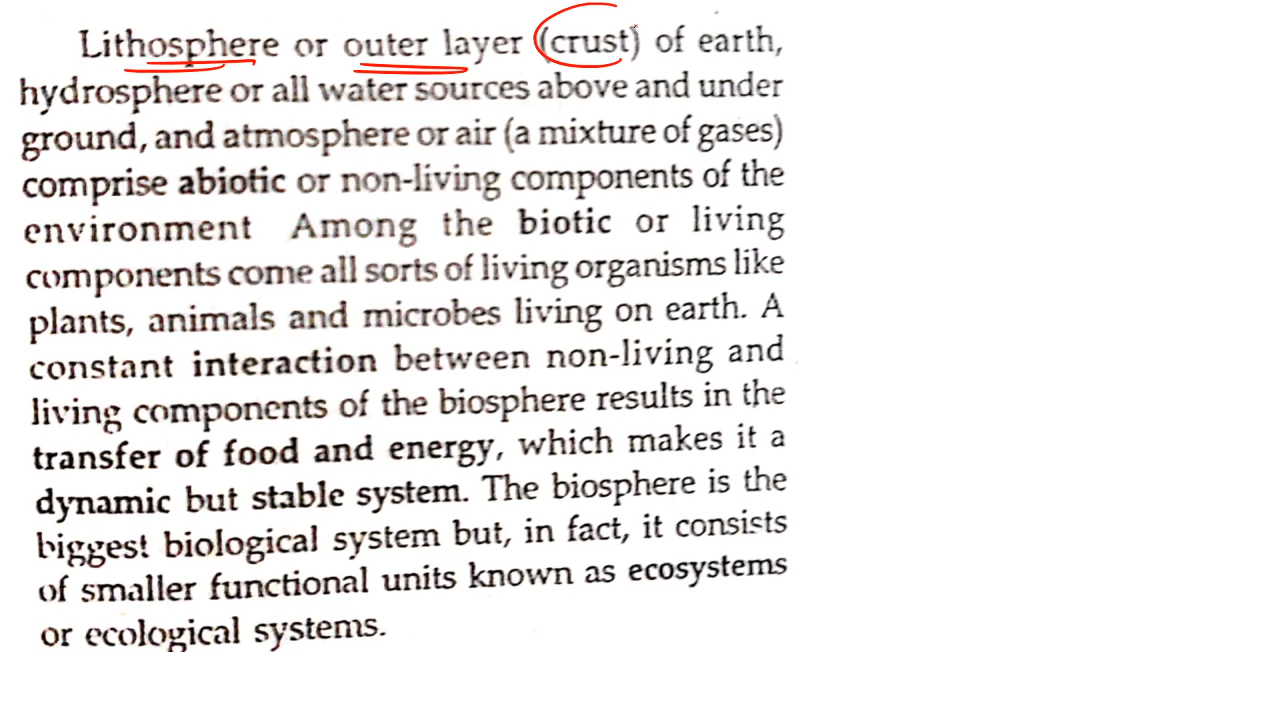 Lithosphere or outer layer (crust) of earth,
hydrosphere or all water sources above and under
ground, and atmosphere or air (a mixture of gases)
comprise abiotic or non-living components of the
environment Among the biotic or living
components come all sorts of living organisms like
plants, animals and microbes living on earth. A
constant interaction between non-living and
living components of the biosphere results in the
transfer of food and energy, which makes it a
dynamic but stable system. The biosphere is the
biggest biological system but, in fact, it consists
of smaller functional units known as ecosystems
or ecological systems.